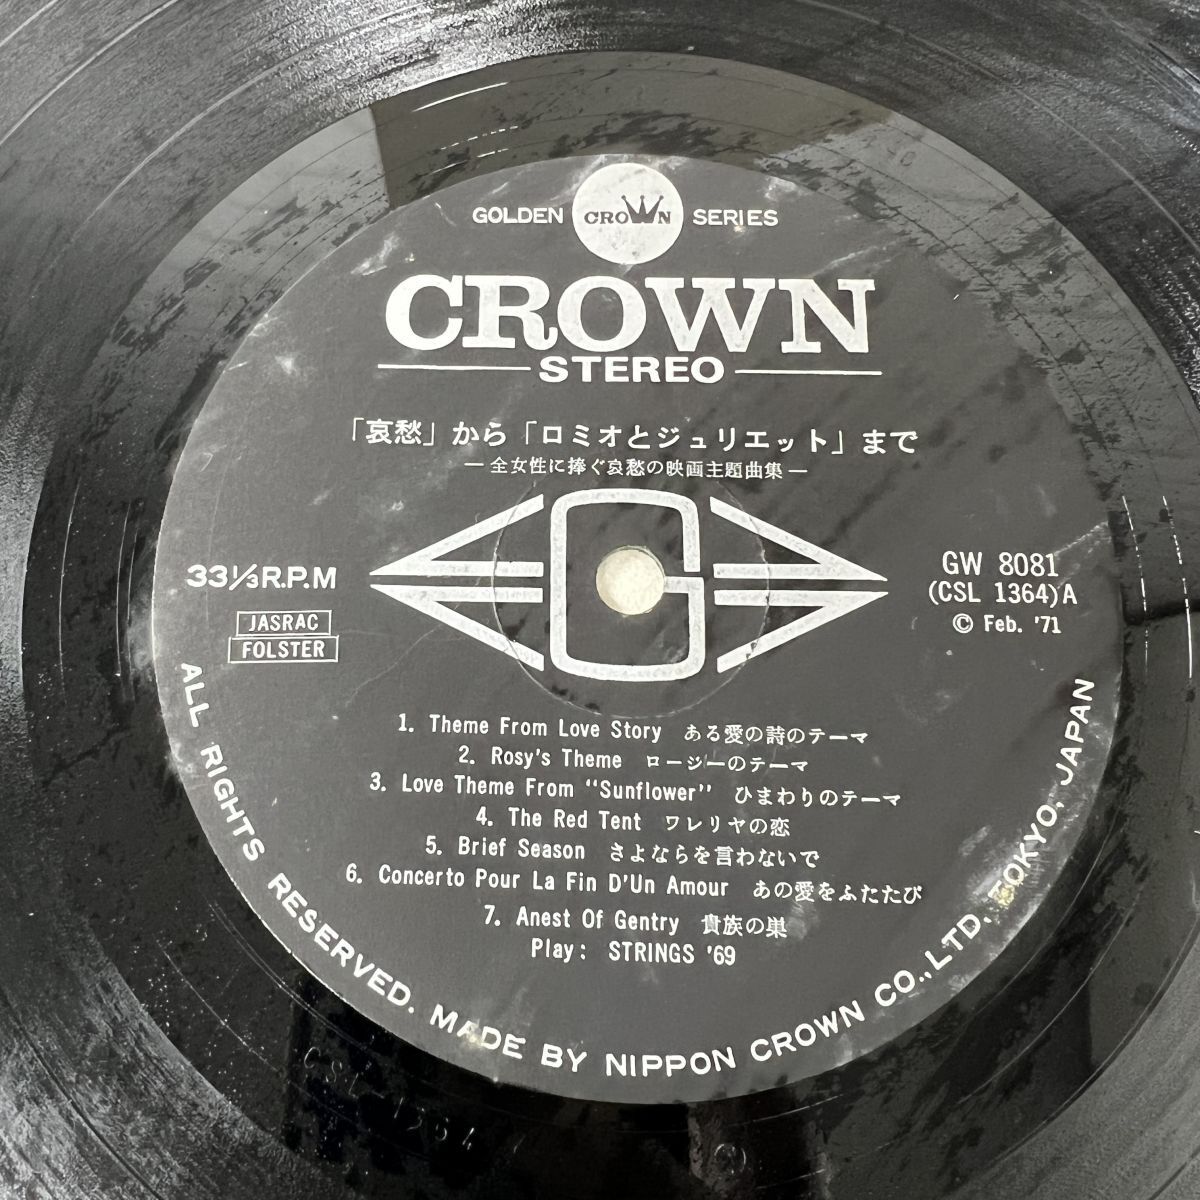 GOLDEN CROWN SERIES
CROWN
STEREO
「哀愁」から「ロミオとジュリエット」まで
—全女性に捧ぐ哀愁の映画主題曲集—
G
33 1/3 R.P.M
JASRAC
FOLSTER
GW 8081
(CSL 1364)A
© Feb. '71
1. Theme From Love Story ある愛の詩のテーマ
2. Rosy's Theme ロージーのテーマ
3. Love Theme From "Sunflower" ひまわりのテーマ
4. The Red Tent ワレリヤの恋
5. Brief Season さよならを言わないで
6. Concerto Pour La Fin D'Un Amour あの愛をふたたび
7. Anest Of Gentry 貴族の巣
Play: STRINGS '69
ALL RIGHTS RESERVED. MADE BY NIPPON CROWN CO., LTD. TOKYO, JAPAN
CSL 1364